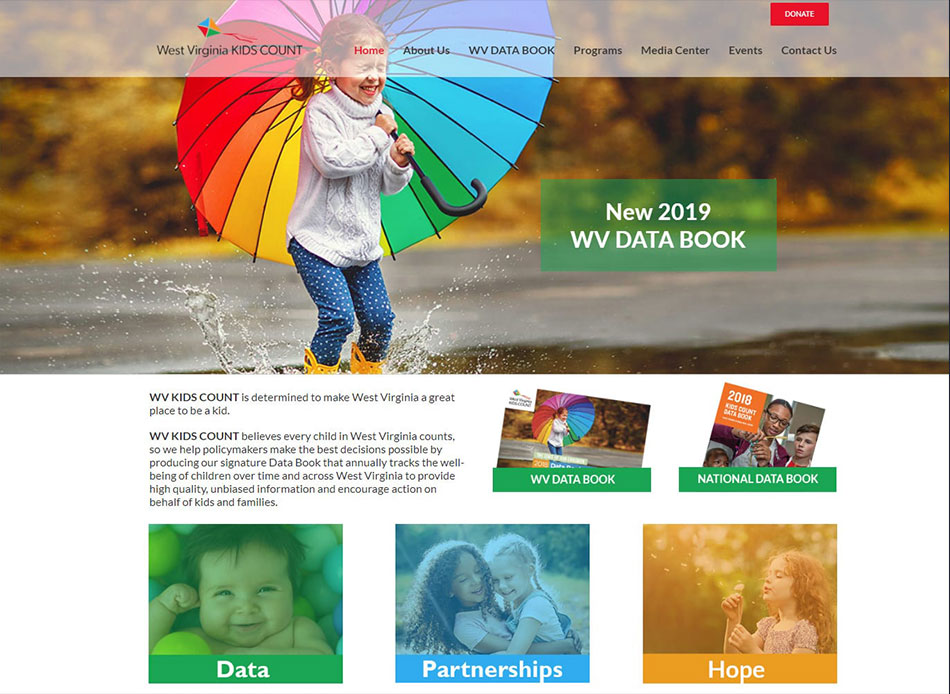 DONATE
West Virginia KIDS COUNT
Home About Us WV DATA BOOK Programs Media Center Events Contact Us
New 2019
WV DATA BOOK
WV KIDS COUNT is determined to make West Virginia a great
place to be a kid.
WV KIDS COUNT believes every child in West Virginia counts,
so we help policymakers make the best decisions possible by
producing our signature Data Book that annually tracks the well-
being of children over time and across West Virginia to provide
high quality, unbiased information and encourage action on
behalf of kids and families.
West Virginia
KIDS COUNT
WV DATA BOOK
2018
KIDS COUNT
DATA BOOK
NATIONAL DATA BOOK
Data
Partnerships
Hope